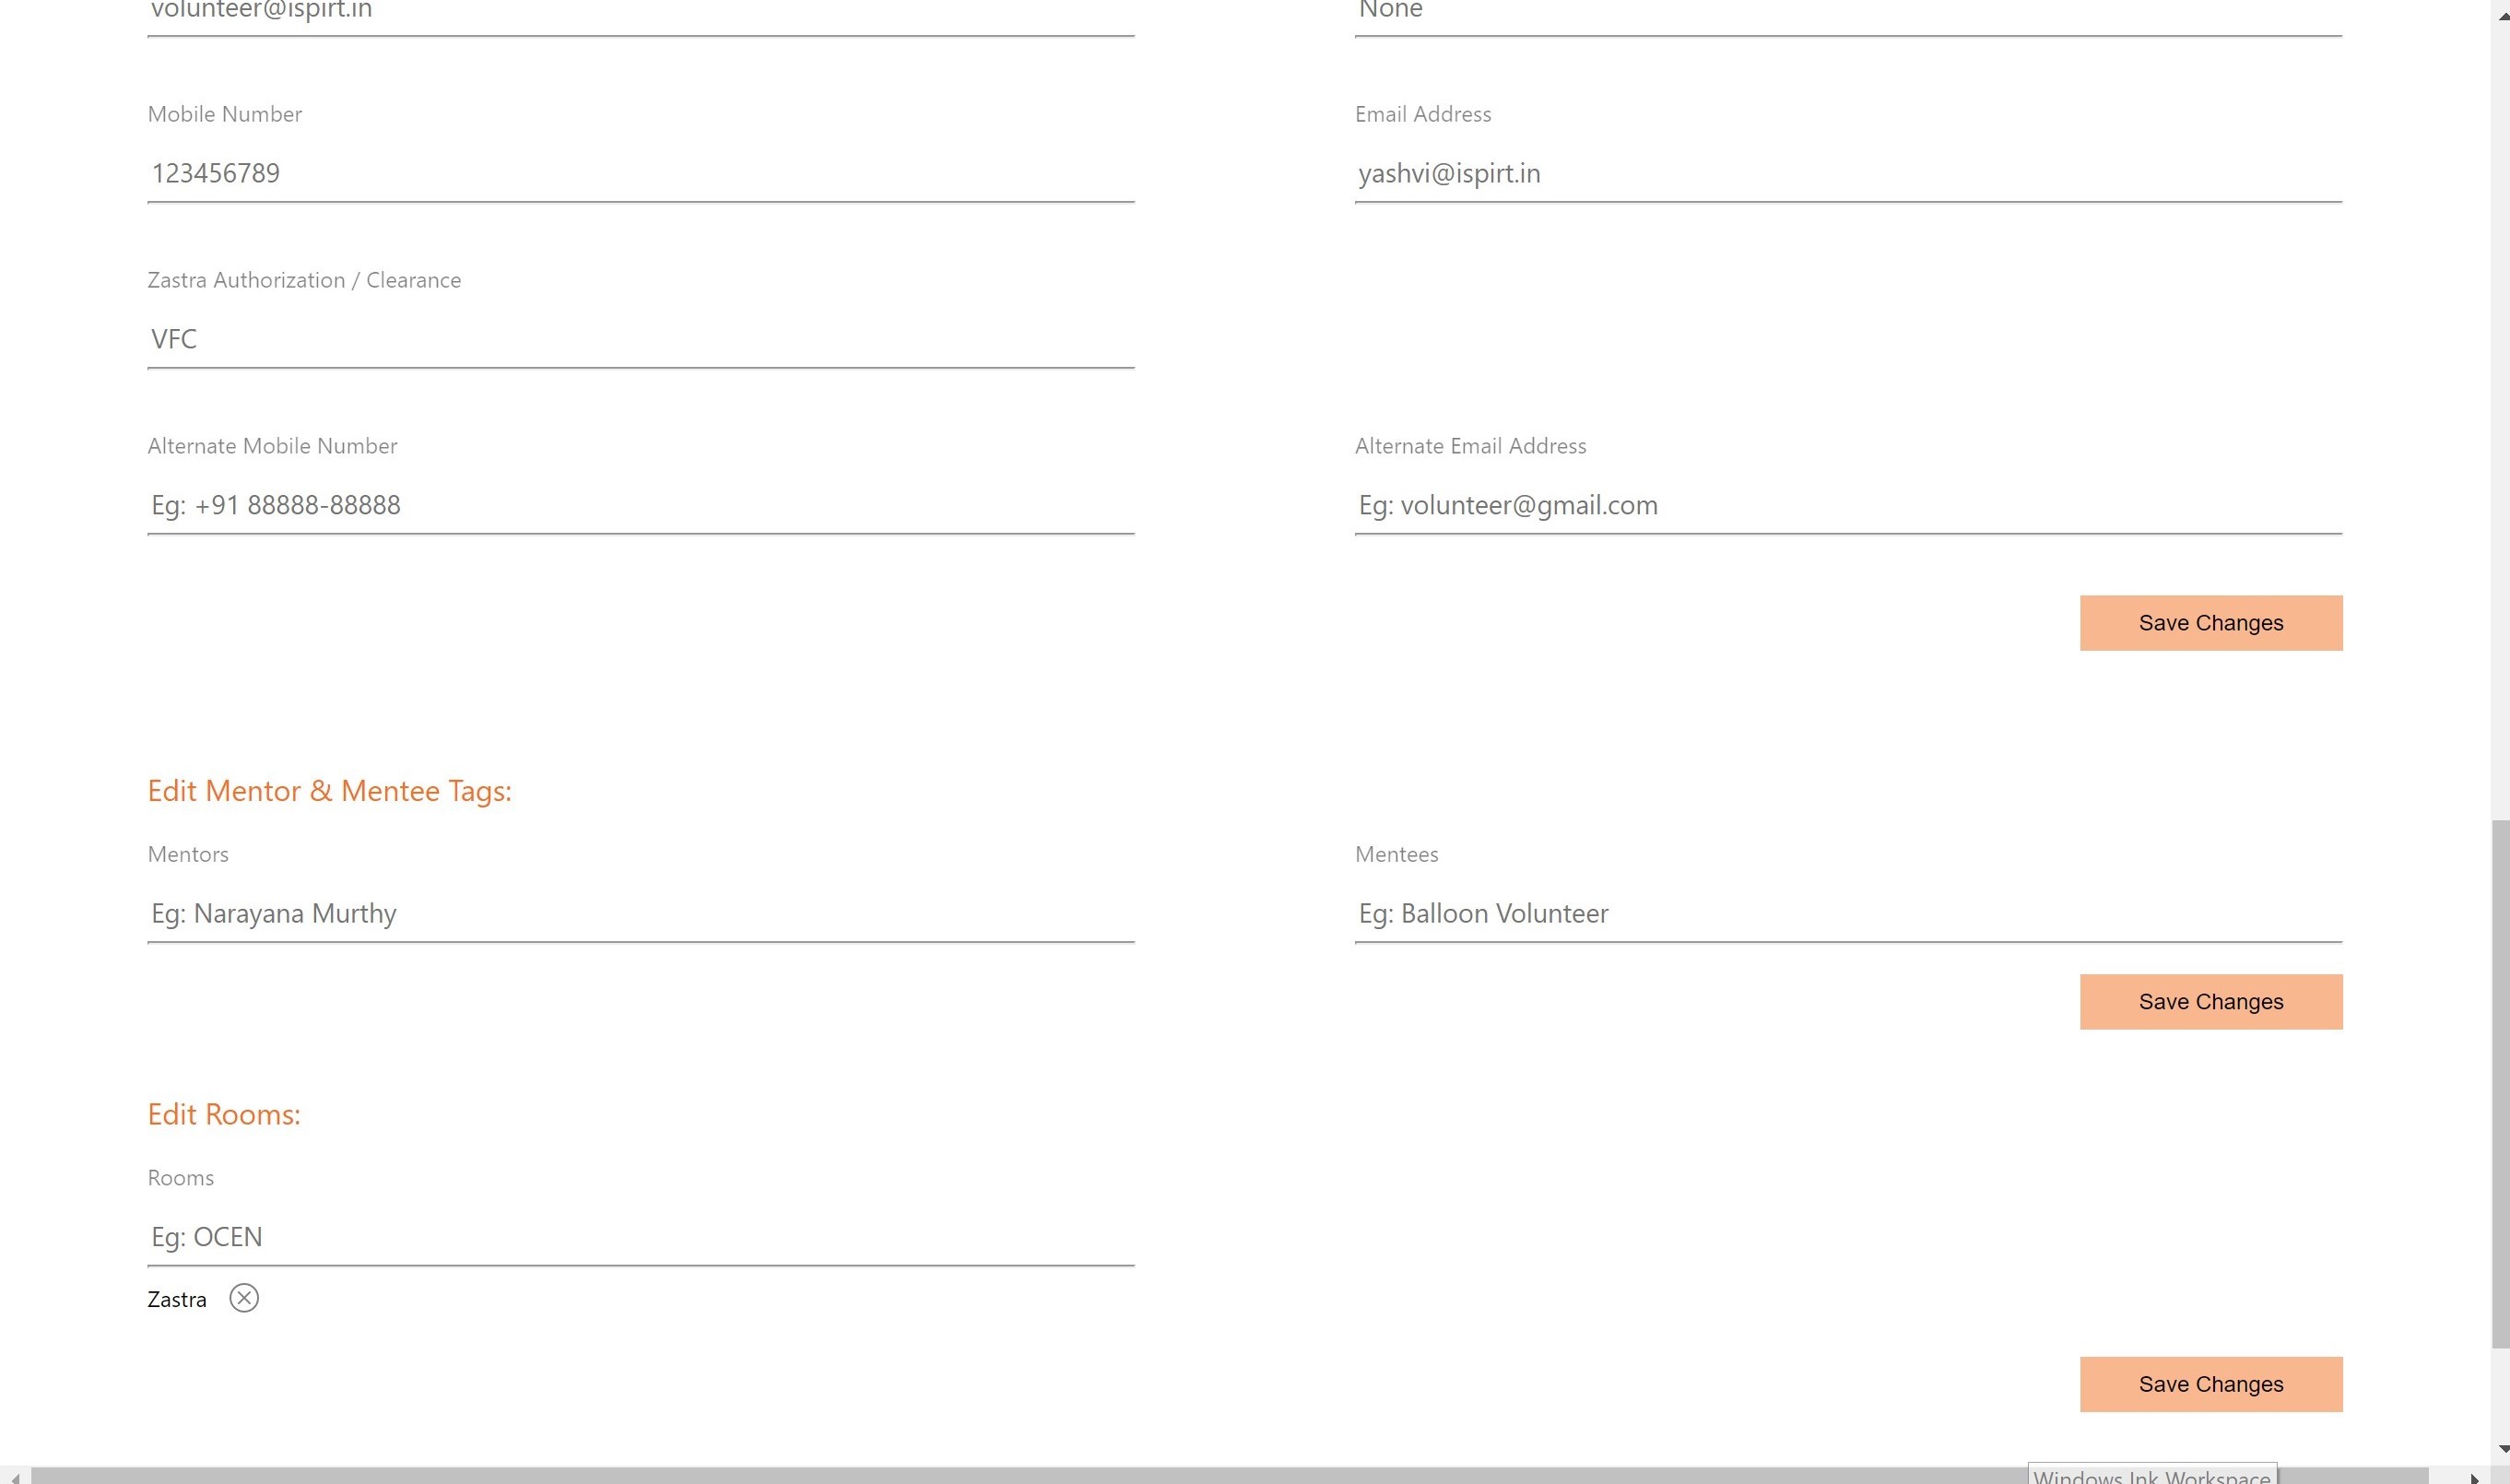 volunteer@ispirt.in
None
Mobile Number
Email Address
123456789
yashvi@ispirt.in
Zastra Authorization / Clearance
VFC
Alternate Mobile Number
Alternate Email Address
Eg: +91 88888-88888
Eg: volunteer@gmail.com
Save Changes
Edit Mentor & Mentee Tags:
Mentors
Mentees
Eg: Narayana Murthy
Eg: Balloon Volunteer
Save Changes
Edit Rooms:
Rooms
Eg: OCEN
Zastra
Save Changes
Windows Ink Workspace